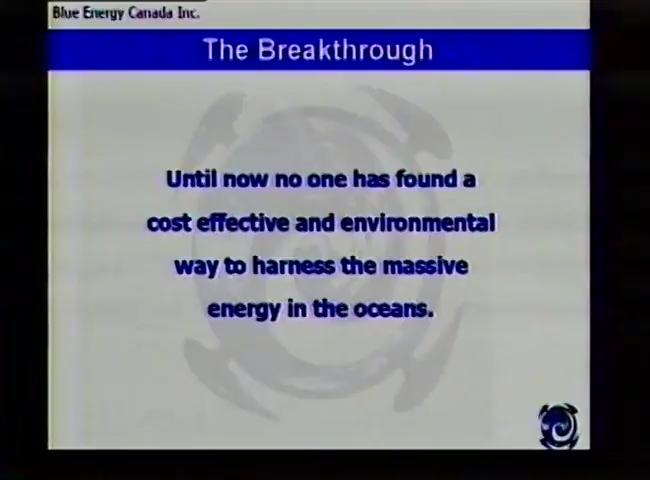 Blue Energy Canada Inc.
The Breakthrough
Until now no one has found a
cost effective and environmental
way to harness the massive
energy in the oceans.